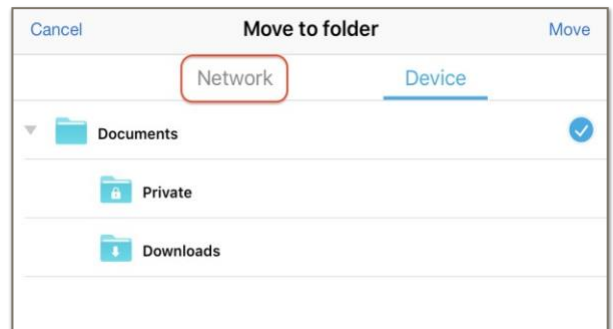 Cancel Move to folder Move
Network Device
Documents
Private
Downloads